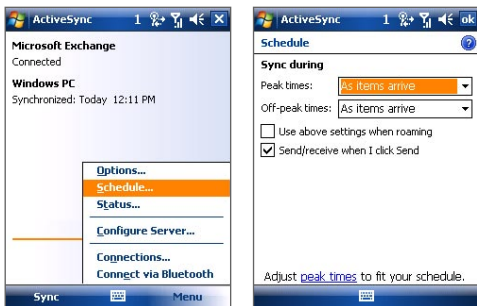 ActiveSync 1
Microsoft Exchange
Connected
Windows PC
Synchronized: Today 12:11 PM
Options...
Schedule...
Status...
Configure Server...
Connections...
Connect via Bluetooth
Sync Menu
ActiveSync 1 ok
Schedule ?
Sync during
Peak times: As items arrive
Off-peak times: As items arrive
Use above settings when roaming
Send/receive when I click Send
Adjust peak times to fit your schedule.